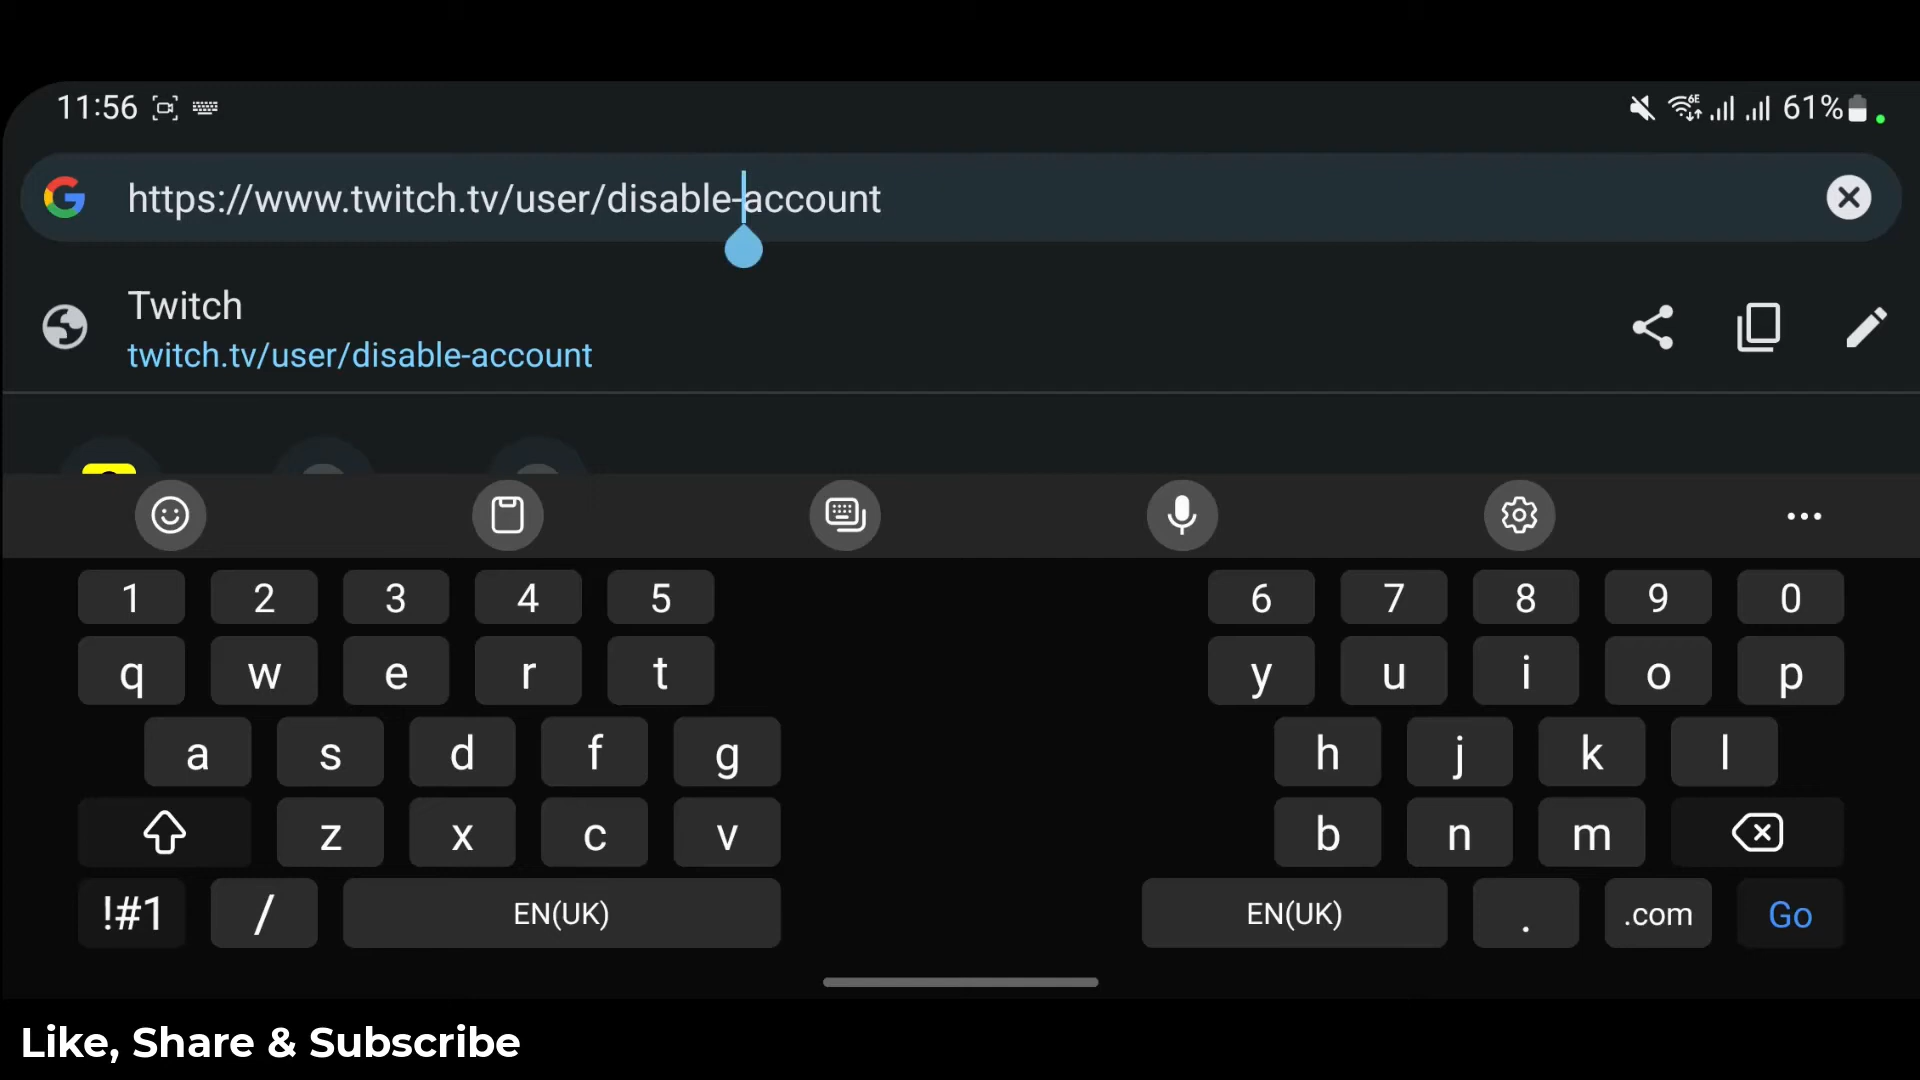 11:56 6E 61%
https://www.twitch.tv/user/disable-account
Twitch
twitch.tv/user/disable-account
1 2 3 4 5 6 7 8 9 0
q w e r t y u i o p
a s d f g h j k l
z x c v b n m
!#1 / EN(UK) EN(UK) . .com Go
Like, Share & Subscribe